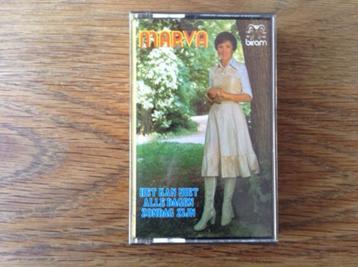 MARVA
biram
HET KAN NIET
ALLE DAGEN
ZONDAG ZIJN